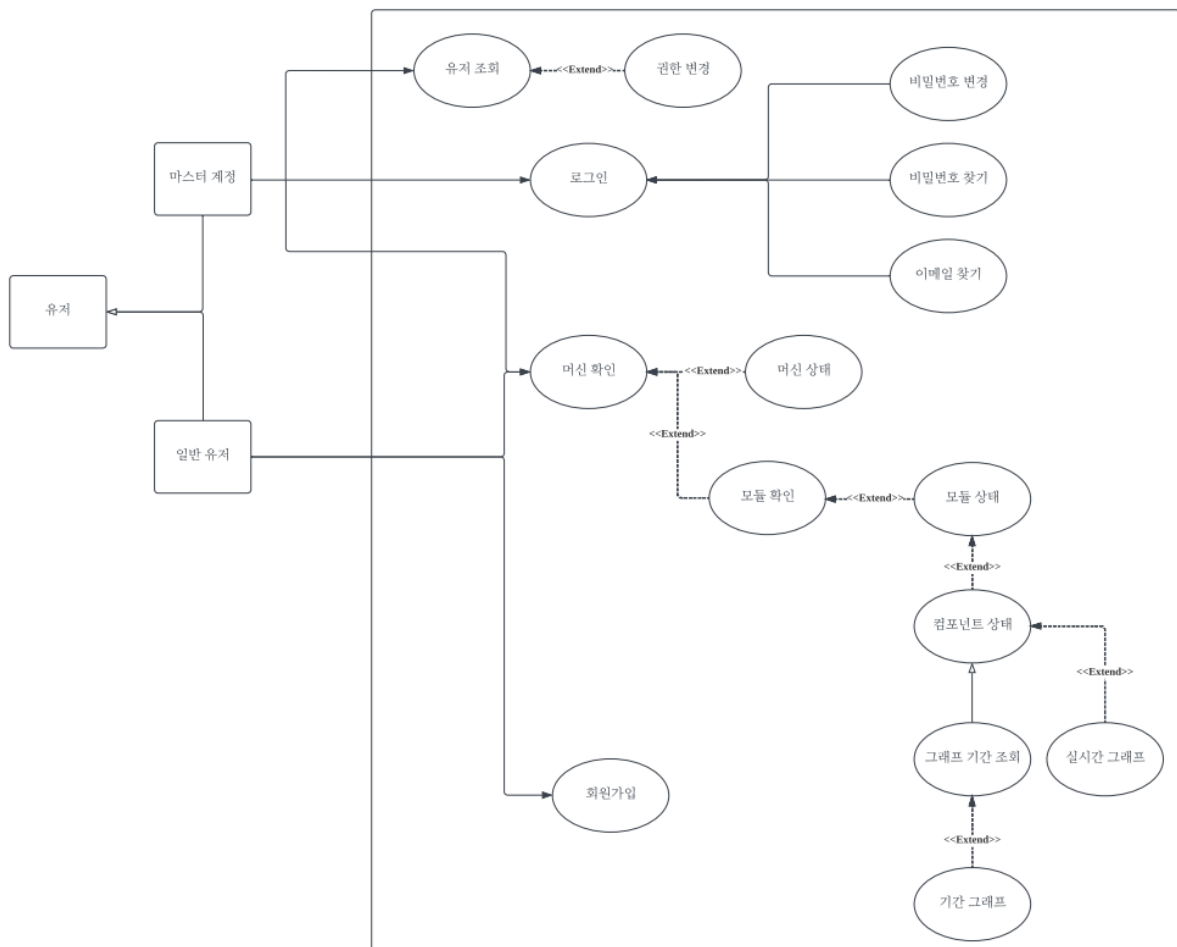 유저 조회
<<Extend>>
권한 변경
비밀번호 변경
마스터 계정
로그인
비밀번호 찾기
이메일 찾기
유저
머신 확인
<<Extend>>
머신 상태
<<Extend>>
일반 유저
모듈 확인
<<Extend>>
모듈 상태
<<Extend>>
컴포넌트 상태
<<Extend>>
그래프 기간 조회
실시간 그래프
회원가입
<<Extend>>
기간 그래프